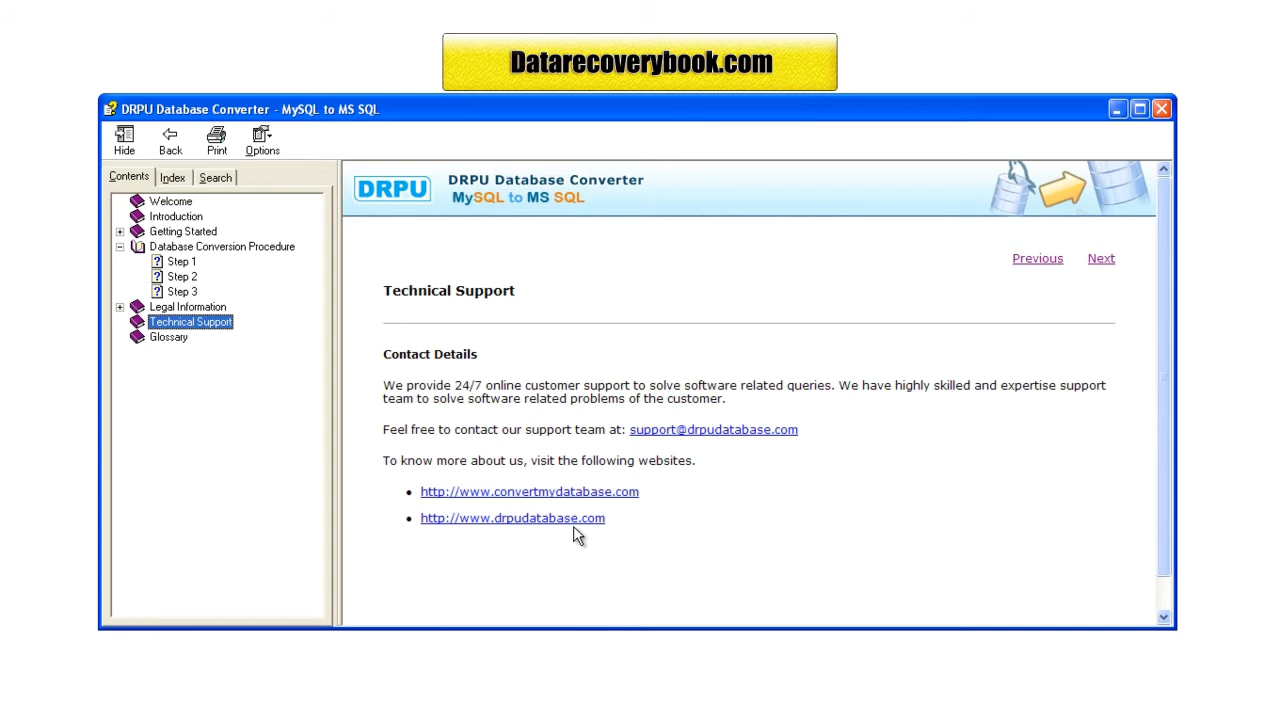 Datarecoverybook.com
DRPU Database Converter - MySQL to MS SQL
Hide
Back
Print
Options
Contents
Index
Search
Welcome
Introduction
Getting Started
Database Conversion Procedure
Step 1
Step 2
Step 3
Legal Information
Technical Support
Glossary
DRPU
DRPU Database Converter
MySQL to MS SQL
Previous Next
Technical Support
Contact Details
We provide 24/7 online customer support to solve software related queries. We have highly skilled and expertise support
team to solve software related problems of the customer.
Feel free to contact our support team at: support@drpudatabase.com
To know more about us, visit the following websites.
• http://www.convertmydatabase.com
• http://www.drpudatabase.com